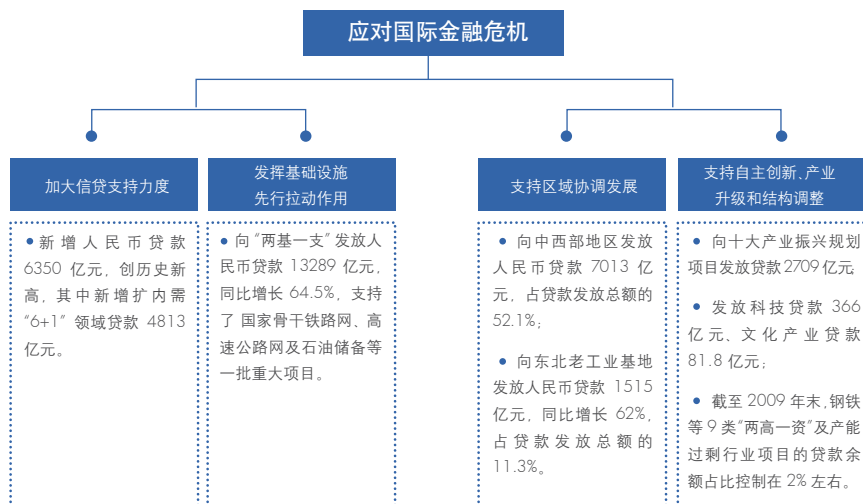 应对国际金融危机
加大信贷支持力度
发挥基础设施
先行拉动作用
支持区域协调发展
支持自主创新、产业
升级和结构调整
• 新增人民币贷款
6350 亿元，创历史新
高，其中新增扩内需
“6+1” 领域贷款 4813
亿元。
• 向 “两基一支” 发放人
民币贷款 13289 亿元，
同比增长 64.5%，支持
了 国家骨干铁路网、高
速公路网及石油储备等
一批重大项目。
• 向中西部地区发放
人民币贷款 7013 亿
元，占贷款发放总额的
52.1%；
• 向东北老工业基地
发放人民币贷款 1515
亿元，同比增长 62%，
占贷款发放总额的
11.3%。
• 向十大产业振兴规划
项目发放贷款2709亿元；
• 发放科技贷款 366
亿元、文化产业贷款
81.8 亿元；
• 截至 2009 年末，钢铁
等 9 类“两高一资”及产能
过剩行业项目的贷款余
额占比控制在 2% 左右。